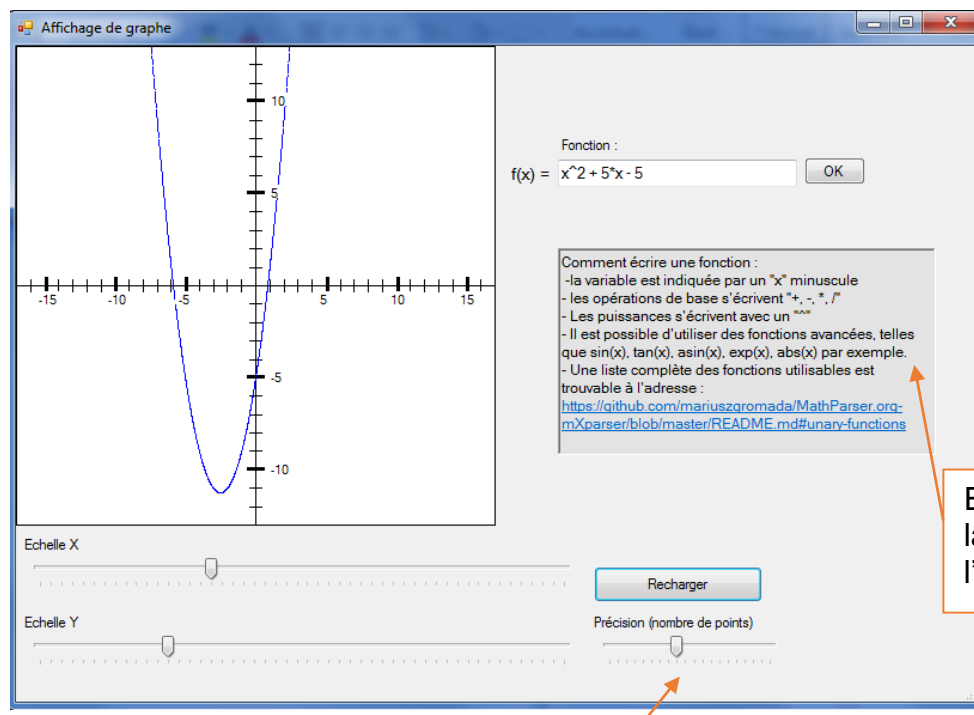 Affichage de graphe
10
5
-15 -10 -5 5 10 15
-5
-10
Fonction :
f(x) = x^2 + 5*x - 5 OK
Comment écrire une fonction :
-la variable est indiquée par un "x" minuscule
- les opérations de base s'écrivent "+, -, *, /"
- Les puissances s'écrivent avec un "^"
- Il est possible d'utiliser des fonctions avancées, telles
que sin(x), tan(x), asin(x), exp(x), abs(x) par exemple.
- Une liste complète des fonctions utilisables est
trouvable à l'adresse :
https://github.com/mariuszgromada/MathParser.org-
mXparser/blob/master/README.md#unary-functions
Echelle X
Recharger
Echelle Y
Précision (nombre de points)